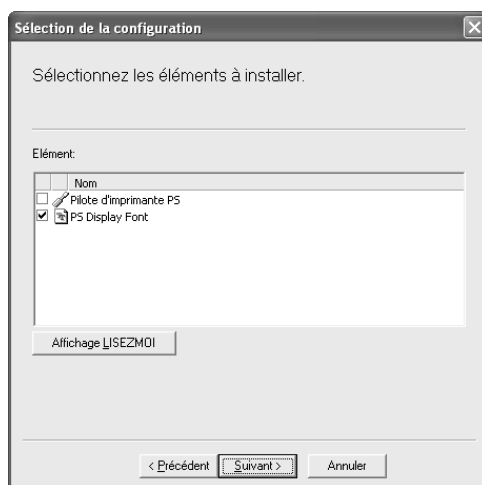 Sélection de la configuration
Sélectionnez les éléments à installer.
Elément:
Nom
Pilote d'imprimante PS
PS Display Font
Affichage LISEZMOI
< Précédent Suivant > Annuler